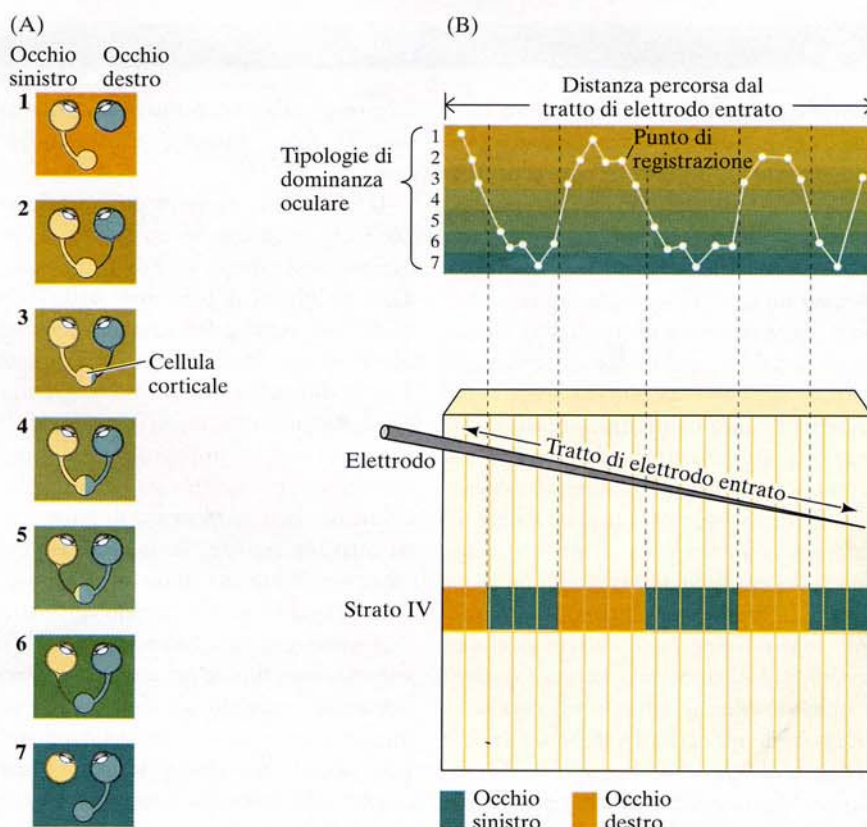 (A)
Occhio
sinistro
Occhio
destro
1
2
3
Cellula
corticale
4
5
6
7
(B)
Distanza percorsa dal
tratto di elettrodo entrato
Tipologie di
dominanza
oculare
1
2
3
4
5
6
7
Punto di
registrazione
Elettrodo
Tratto di elettrodo entrato
Strato IV
Occhio
sinistro
Occhio
destro